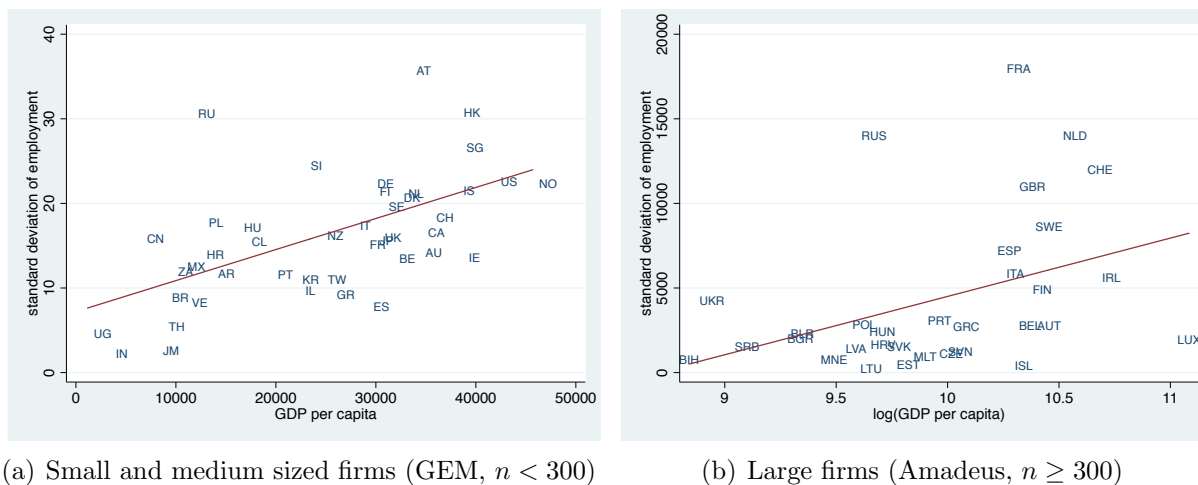 40
30
20
10
0
standard deviation of employment
AT
RU
HK
SG
SI
DE
FI
NL
DK
IS
US
NO
SE
PL
HU
CH
IT
CN
CL
NZ
UK
CA
FR
HR
AU
IE
BE
MX
ZA
AR
PT
KR
TW
IL
GR
BR
VE
ES
TH
UG
IN
JM
0 10000 20000 30000 40000 50000
GDP per capita
(a) Small and medium sized firms (GEM, n < 300)
20000
15000
10000
5000
0
standard deviation of employment
FRA
RUS
NLD
CHE
GBR
SWE
ESP
ITA
IRL
FIN
UKR
PRT
POL
GRC
BEL
AUT
HUN
BLR
BGR
LUX
SRB
HRV
SVK
LVA
SVN
CZE
MLT
BIH
MNE
EST
ISL
LTU
9 9.5 10 10.5 11
log(GDP per capita)
(b) Large firms (Amadeus, n ≥ 300)